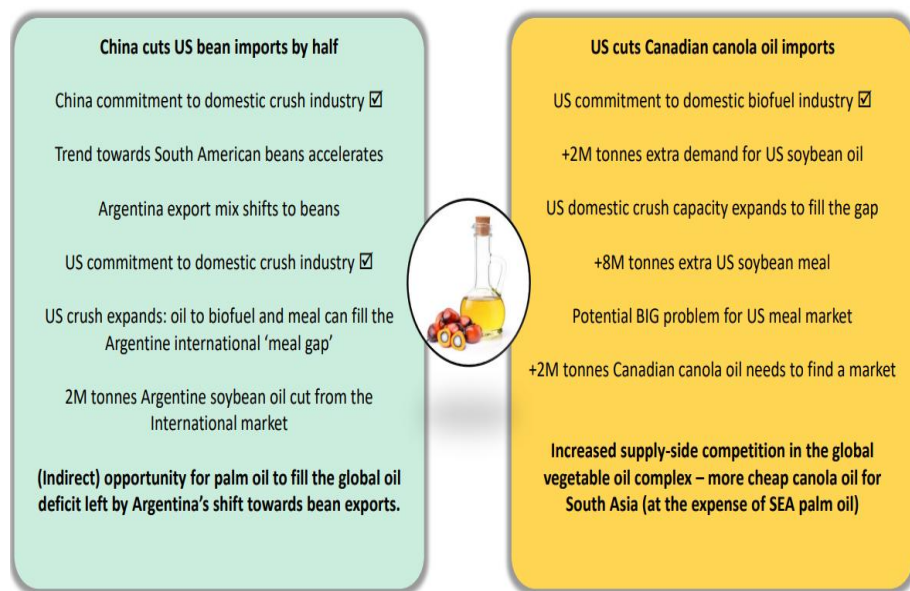 China cuts US bean imports by half
China commitment to domestic crush industry ☑
Trend towards South American beans accelerates
Argentina export mix shifts to beans
US commitment to domestic crush industry ☑
US crush expands: oil to biofuel and meal can fill the
Argentine international ‘meal gap’
2M tonnes Argentine soybean oil cut from the
International market
(Indirect) opportunity for palm oil to fill the global oil
deficit left by Argentina’s shift towards bean exports.
US cuts Canadian canola oil imports
US commitment to domestic biofuel industry ☑
+2M tonnes extra demand for US soybean oil
US domestic crush capacity expands to fill the gap
+8M tonnes extra US soybean meal
Potential BIG problem for US meal market
+2M tonnes Canadian canola oil needs to find a market
Increased supply-side competition in the global
vegetable oil complex – more cheap canola oil for
South Asia (at the expense of SEA palm oil)